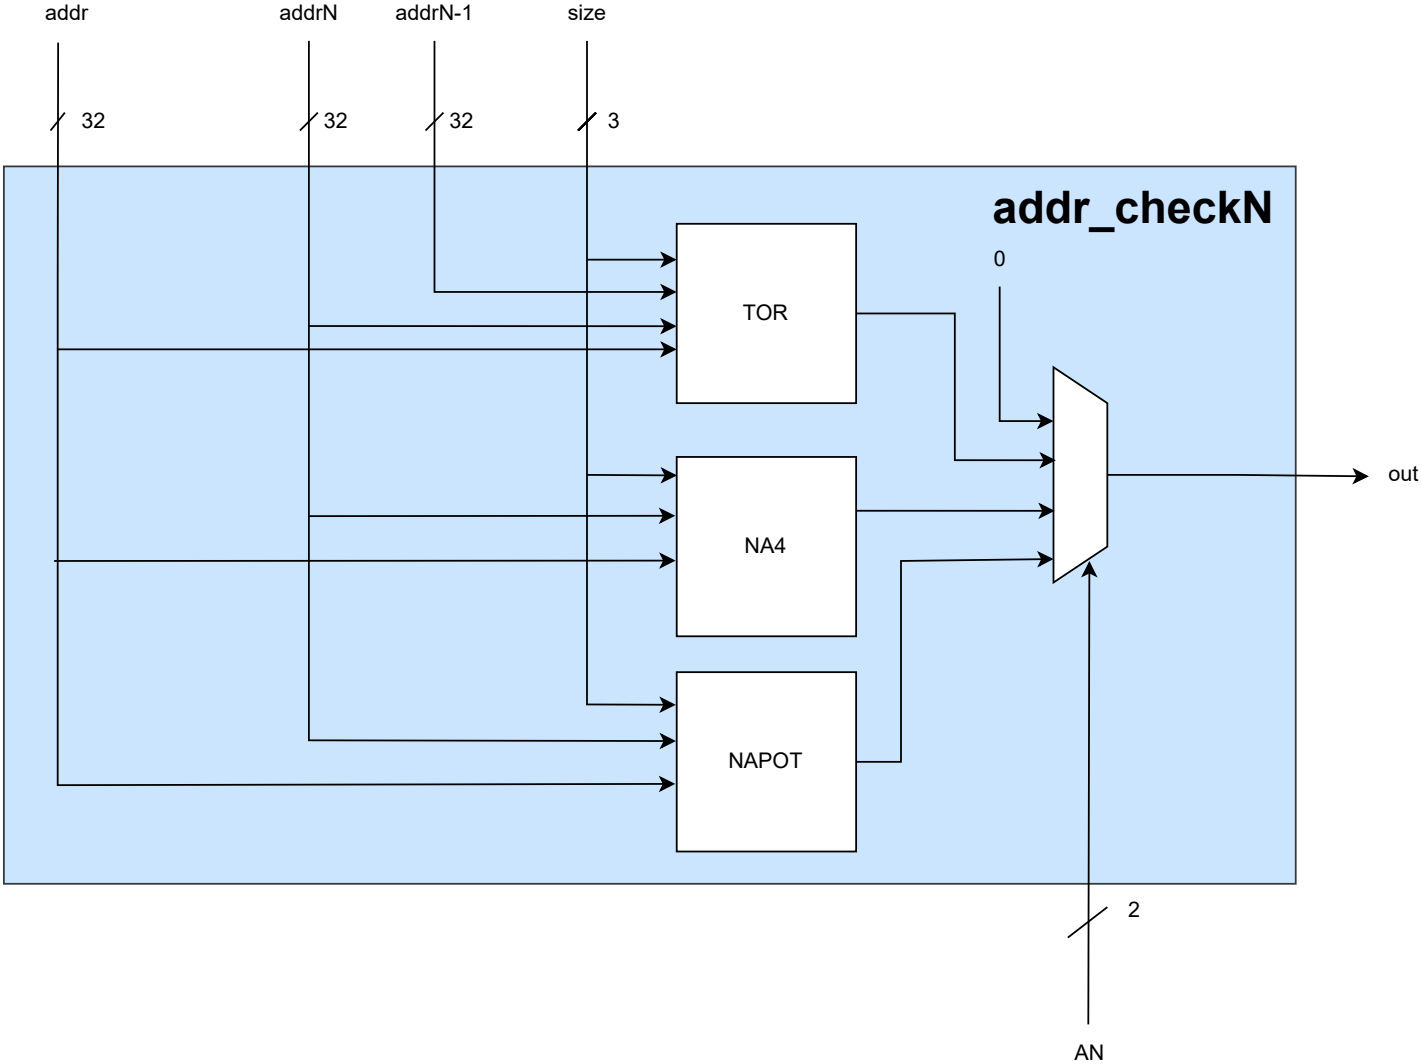 addr
addrN
addrN-1
size
32
32
32
3
addr_checkN
0
TOR
out
NA4
NAPOT
2
AN